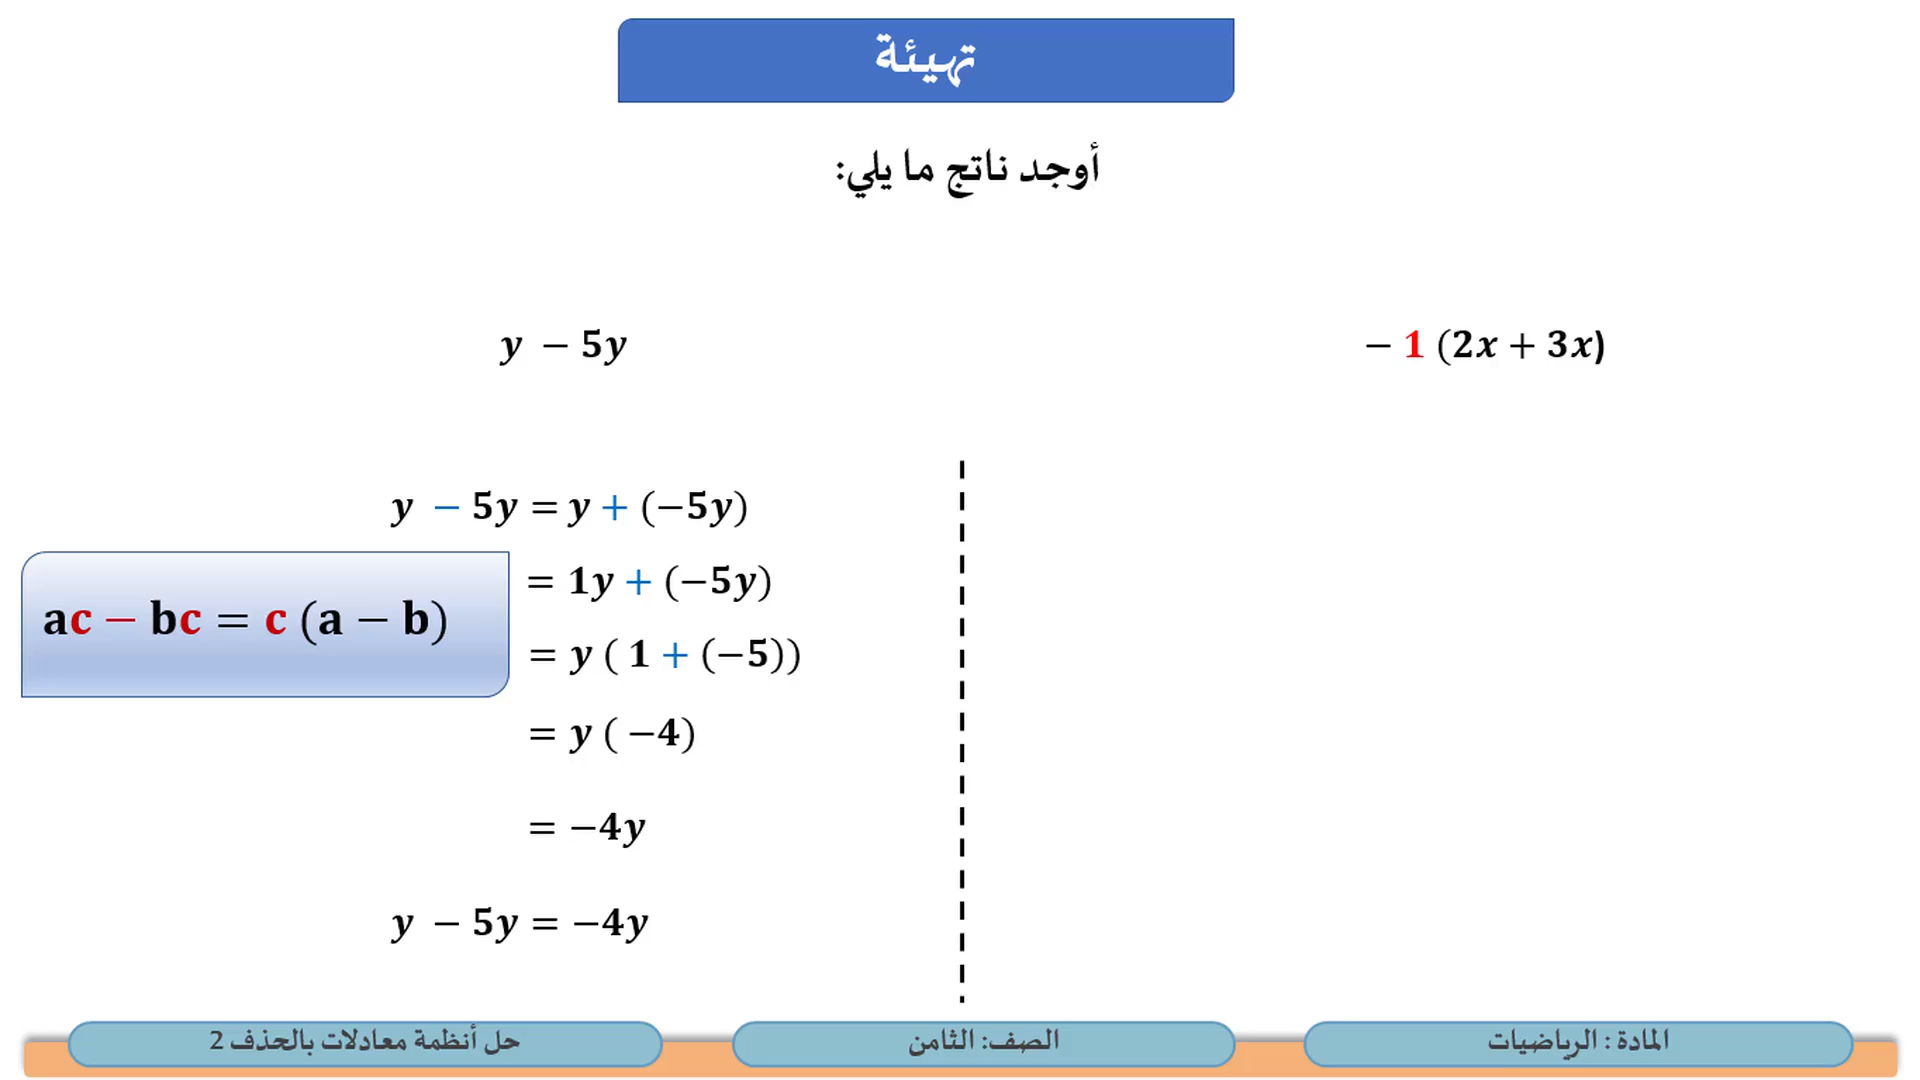 تهيئة
أوجد ناتج ما يلي:
− 1 (2x + 3x)
y − 5y
y − 5y = y + (−5y)
= 1y + (−5y)
ac − bc = c (a − b)
= y ( 1 + (−5))
= y ( −4)
= −4y
y − 5y = −4y
المادة : الرياضيات
الصف: الثامن
حل أنظمة معادلات بالحذف 2